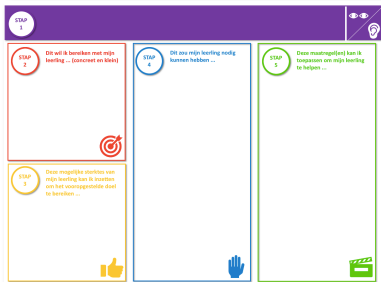 STAP
1
STAP
2
Dit wil ik bereiken met mijn
leerling ... (concreet en klein)
STAP
3
Deze mogelijke sterktes van
mijn leerling kan ik inzetten
om het vooropgestelde doel
te bereiken ...
STAP
4
Dit zou mijn leerling nodig
kunnen hebben ...
STAP
5
Deze maatregel(en) kan ik
toepassen om mijn leerling
te helpen ...